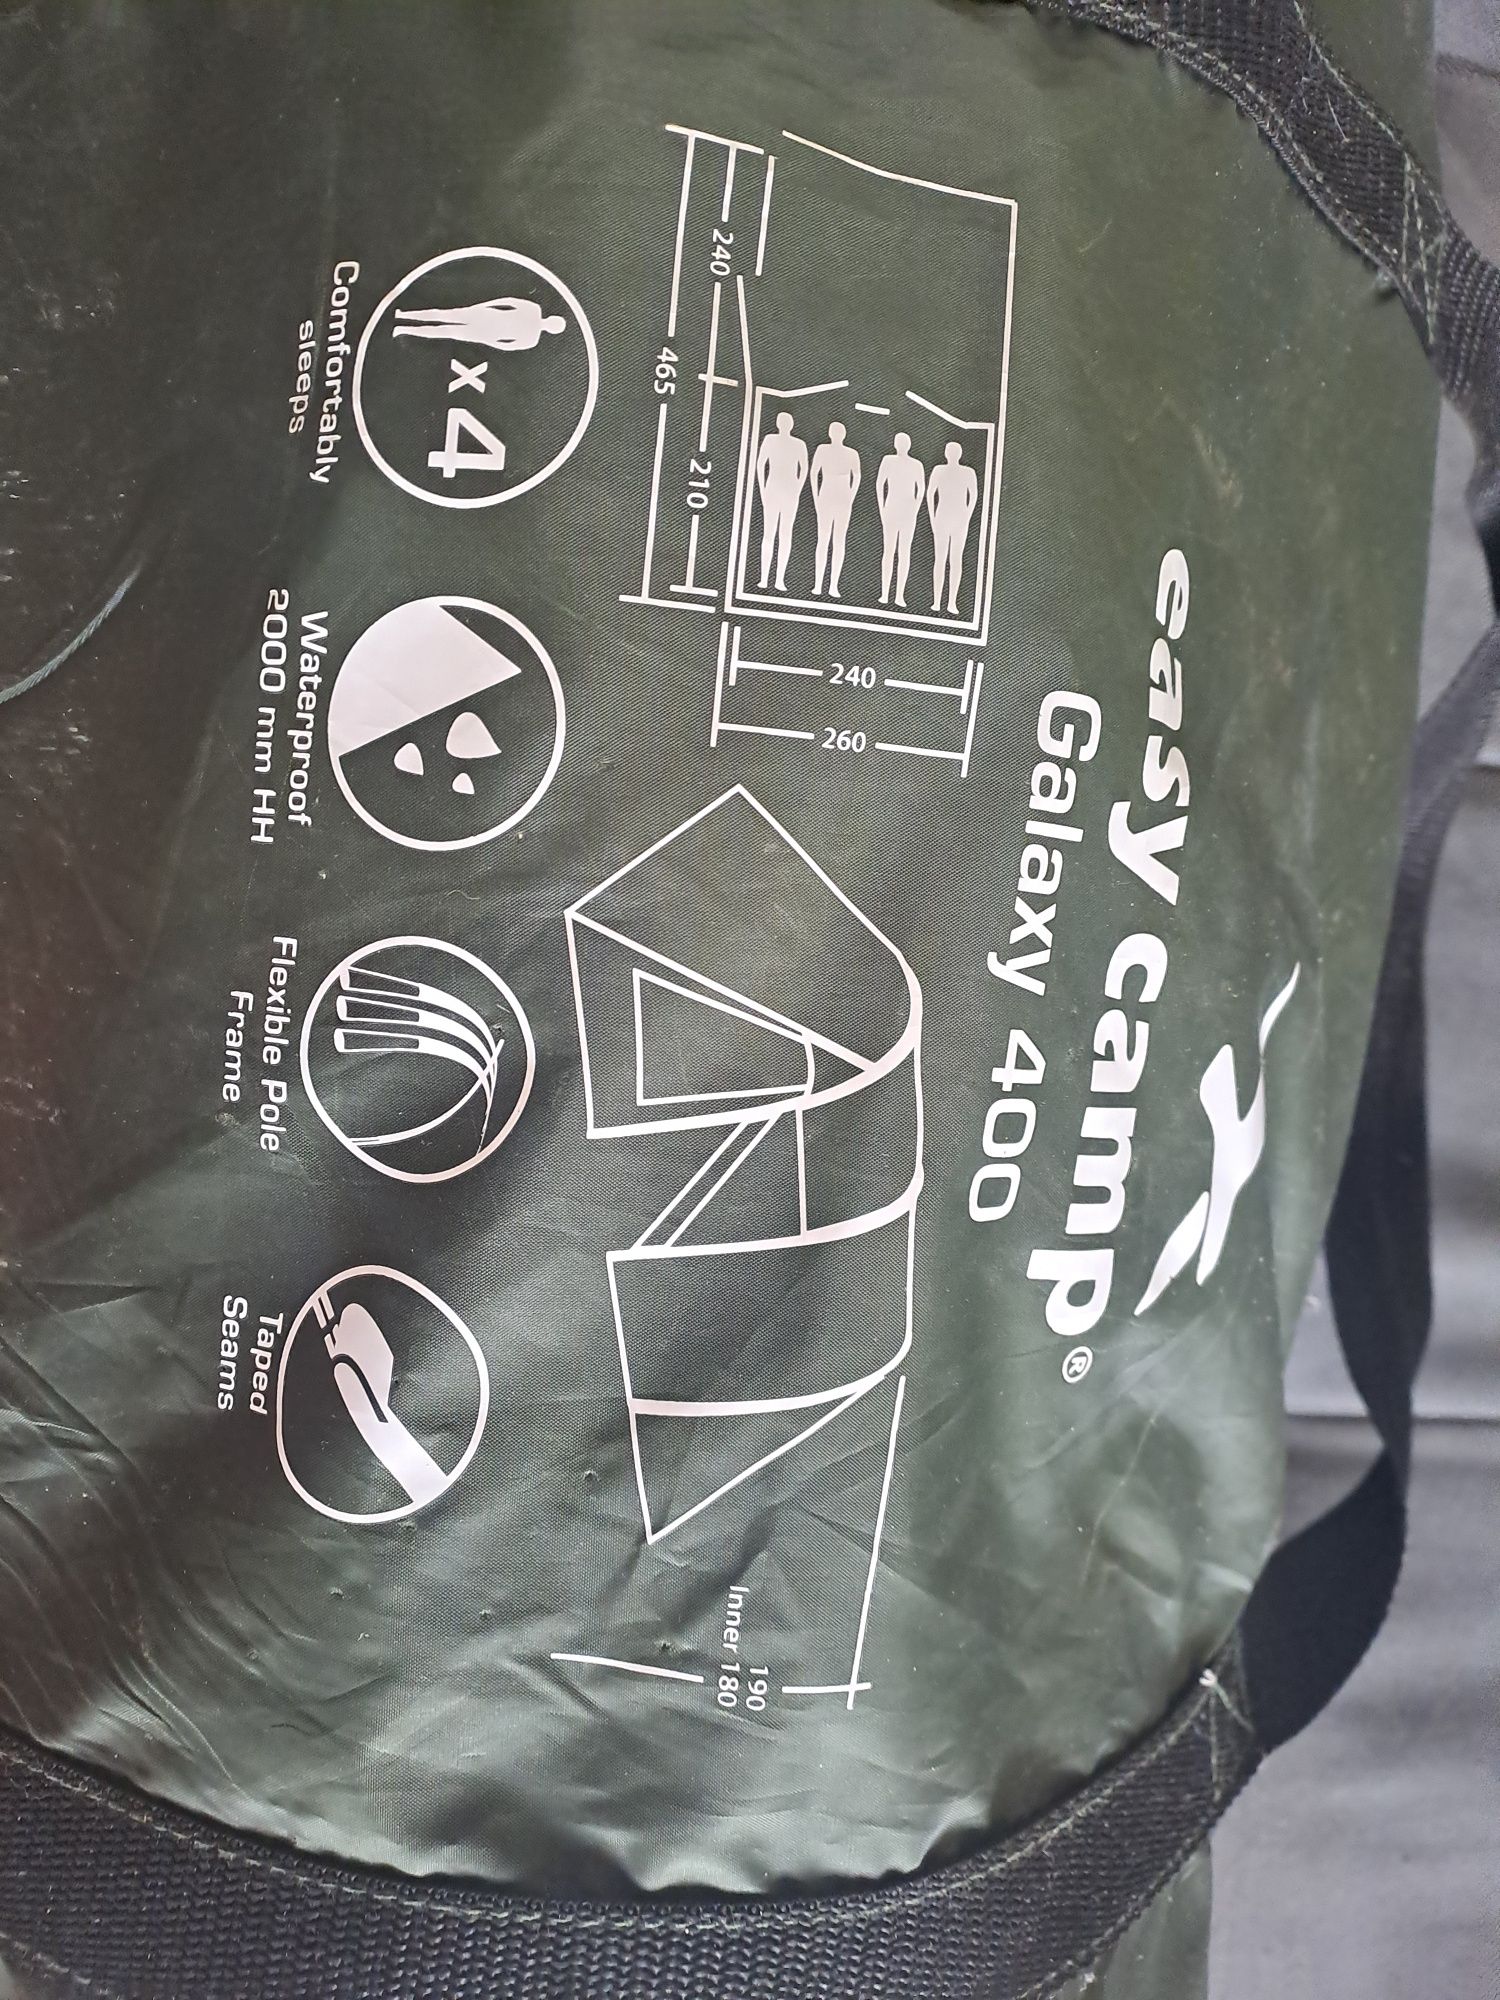 easy camp®
Galaxy 400
240
210
465
240
260
190
Inner 180
x4
Comfortably
sleeps
Waterproof
2000 mm HH
Flexible Pole
Frame
Taped
Seams